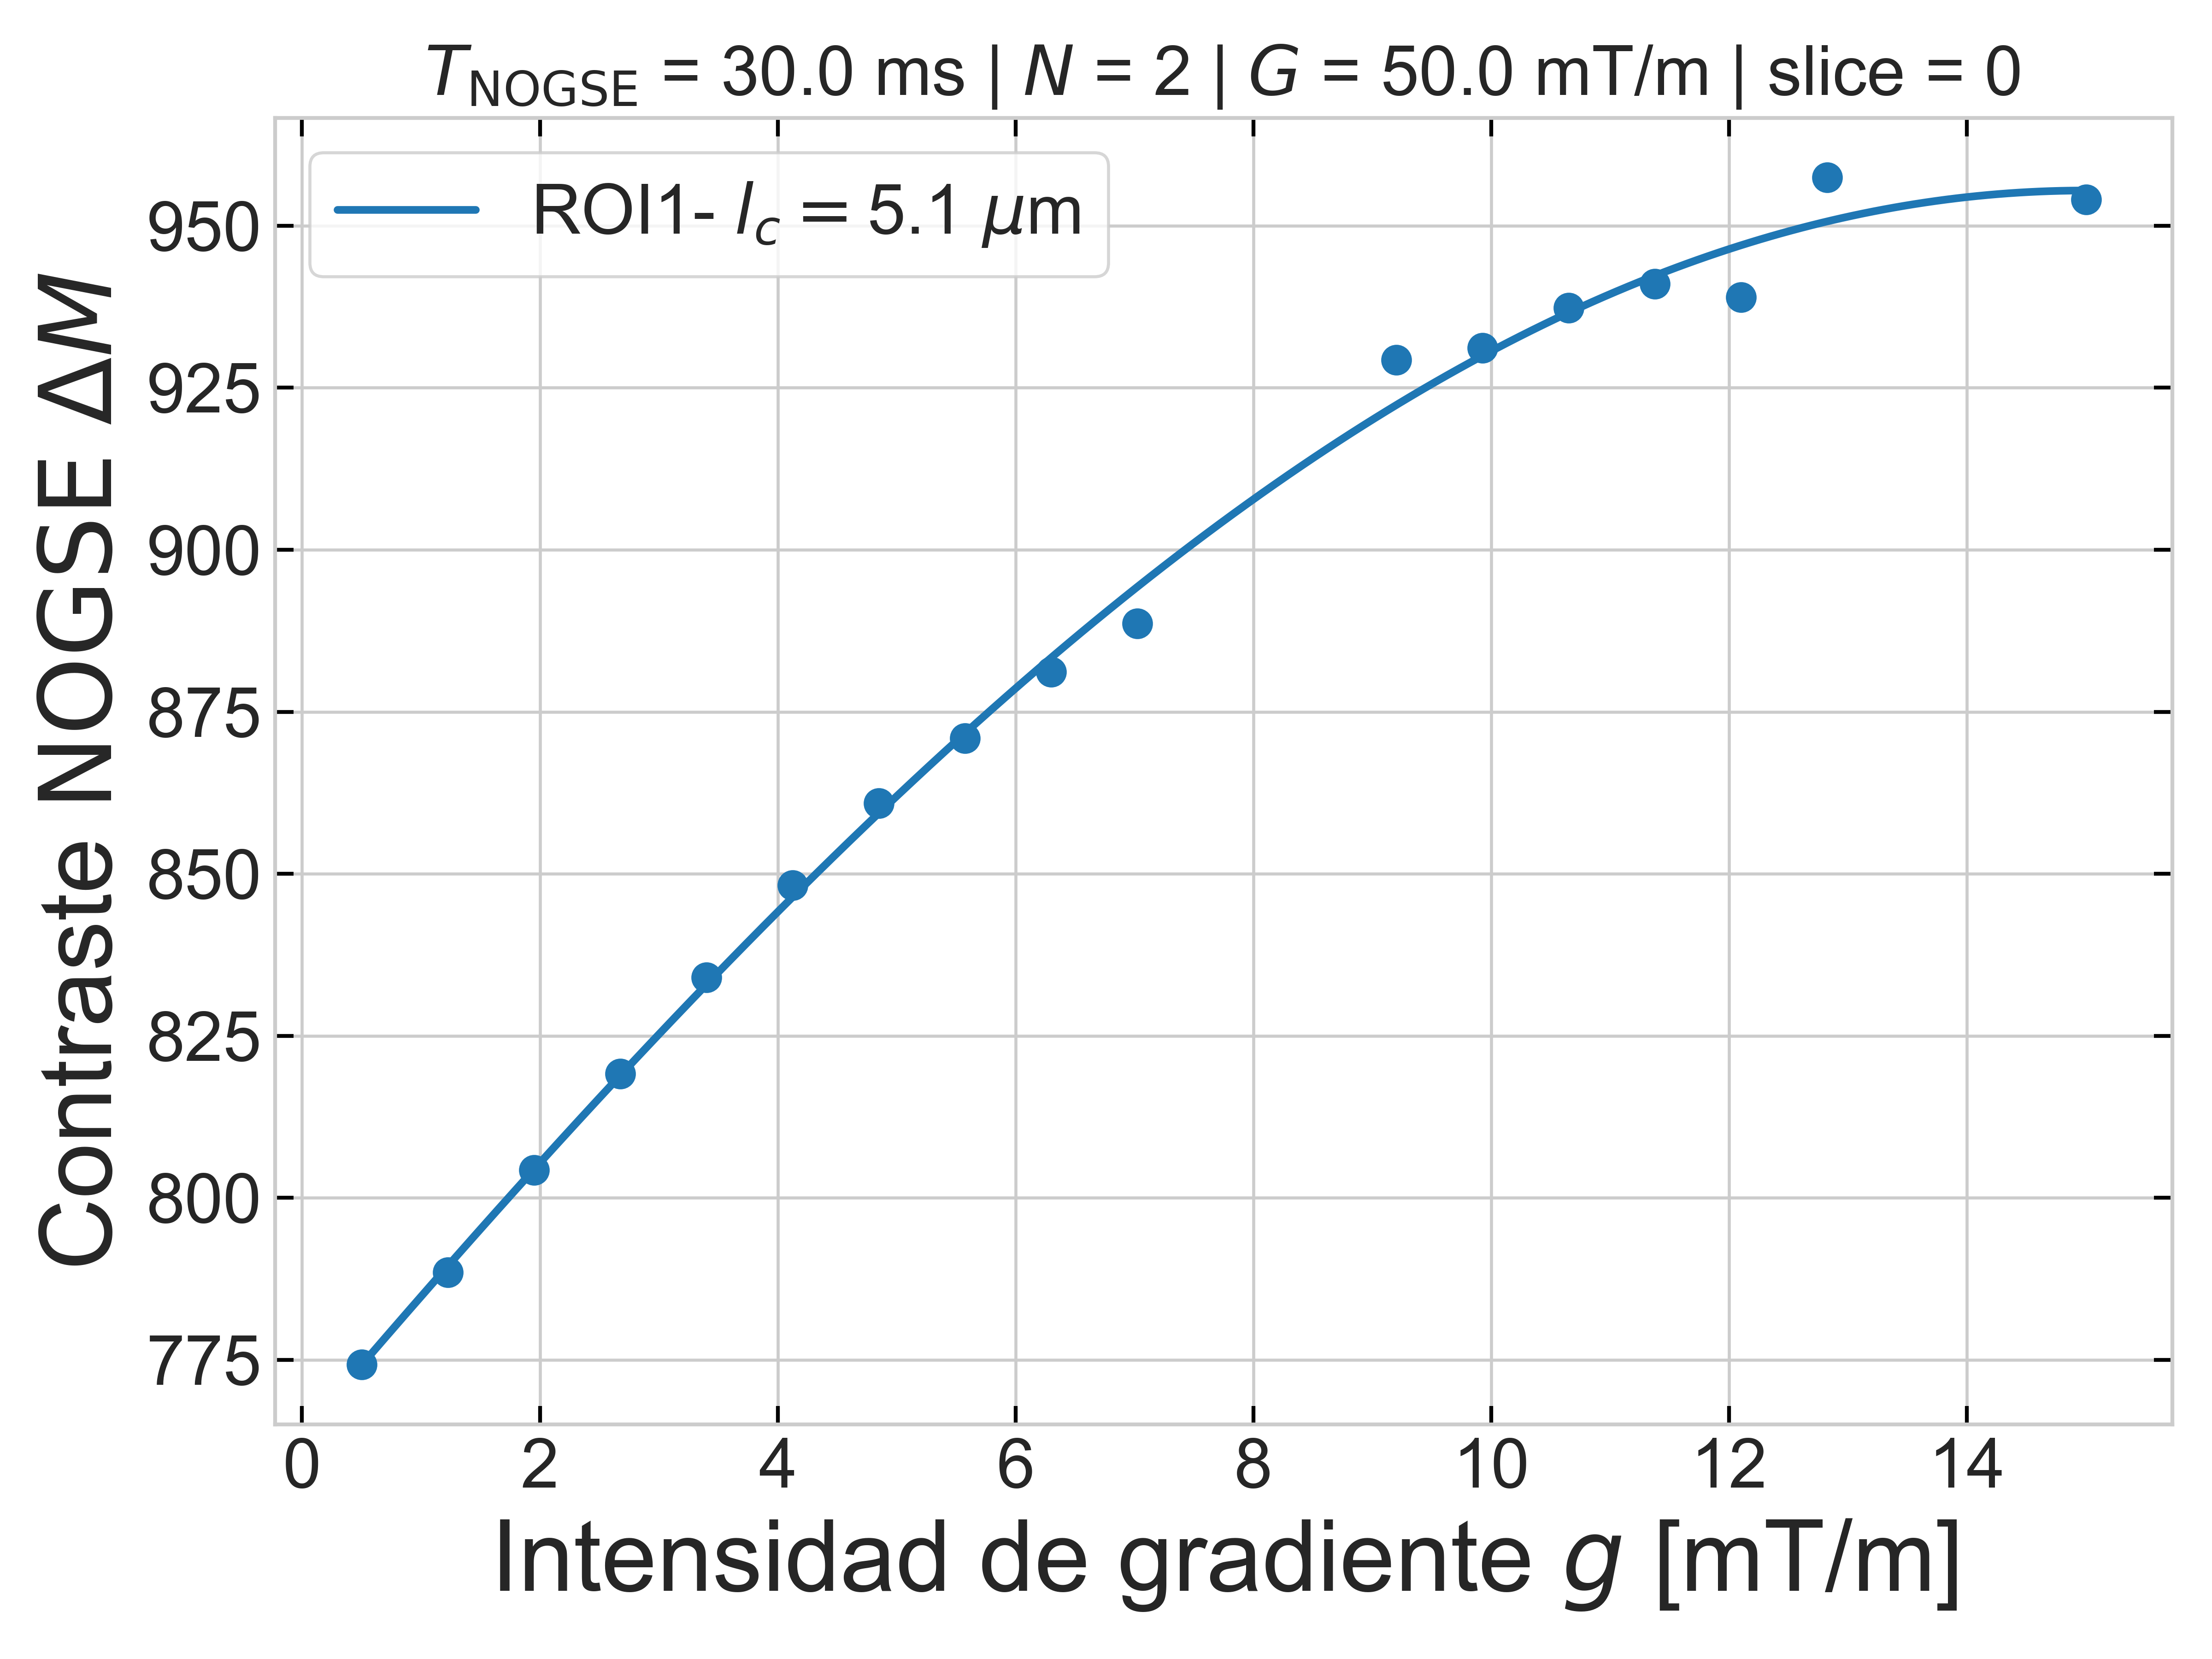 T_NOGSE = 30.0 ms | N = 2 | G = 50.0 mT/m | slice = 0
ROI1- l_c = 5.1 μm
Contraste NOGSE ΔM
950
925
900
875
850
825
800
775
0 2 4 6 8 10 12 14
Intensidad de gradiente g [mT/m]